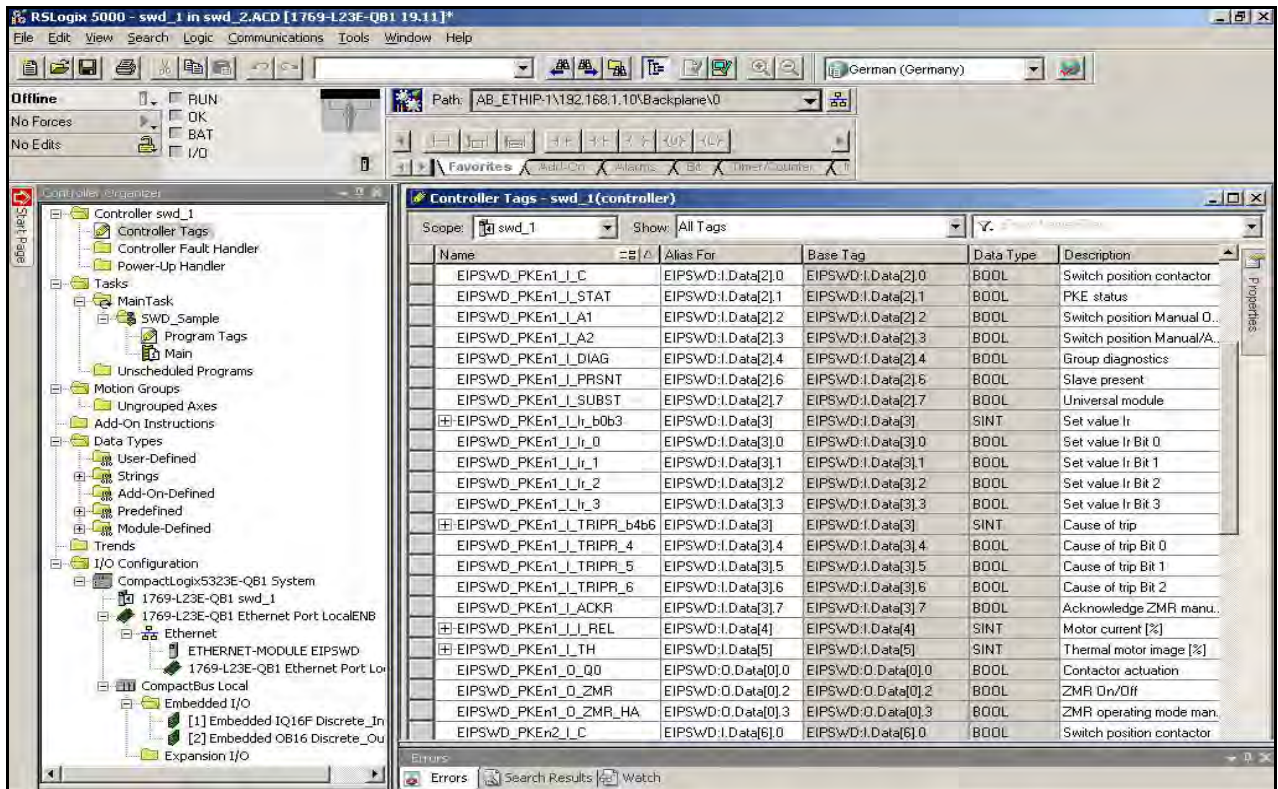 RSLogix 5000 - swd_1 in swd_2.ACD [1769-L23E-QB1 19.11]*
File Edit View Search Logic Communications Tools Window Help
German (Germany)
Offline RUN
No Forces OK
No Edits BAT
I/O
Path: AB_ETHIP-1\192.168.1.10\Backplane\0
Favorites Add-On Alarms Bit Timer/Counter
Start Page
Controller Organizer
Controller swd_1
Controller Tags
Controller Fault Handler
Power-Up Handler
Tasks
MainTask
SWD_Sample
Program Tags
Main
Unscheduled Programs
Motion Groups
Ungrouped Axes
Add-On Instructions
Data Types
User-Defined
Strings
Add-On-Defined
Predefined
Module-Defined
Trends
I/O Configuration
CompactLogix5323E-QB1 System
1769-L23E-QB1 swd_1
1769-L23E-QB1 Ethernet Port LocalENB
Ethernet
ETHERNET-MODULE EIPSWD
1769-L23E-QB1 Ethernet Port Lo
CompactBus Local
Embedded I/O
[1] Embedded IQ16F Discrete_In
[2] Embedded OB16 Discrete_Ou
Expansion I/O
Controller Tags - swd_1(controller)
Scope: swd_1 Show: All Tags
Name Alias For Base Tag Data Type Description
EIPSWD_PKEn1_I_C EIPSWD:I.Data[2].0 EIPSWD:I.Data[2].0 BOOL Switch position contactor
EIPSWD_PKEn1_I_STAT EIPSWD:I.Data[2].1 EIPSWD:I.Data[2].1 BOOL PKE status
EIPSWD_PKEn1_I_A1 EIPSWD:I.Data[2].2 EIPSWD:I.Data[2].2 BOOL Switch position Manual O..
EIPSWD_PKEn1_I_A2 EIPSWD:I.Data[2].3 EIPSWD:I.Data[2].3 BOOL Switch position Manual/A..
EIPSWD_PKEn1_I_DIAG EIPSWD:I.Data[2].4 EIPSWD:I.Data[2].4 BOOL Group diagnostics
EIPSWD_PKEn1_I_PRSNT EIPSWD:I.Data[2].6 EIPSWD:I.Data[2].6 BOOL Slave present
EIPSWD_PKEn1_I_SUBST EIPSWD:I.Data[2].7 EIPSWD:I.Data[2].7 BOOL Universal module
EIPSWD_PKEn1_I_Ir_b0b3 EIPSWD:I.Data[3] EIPSWD:I.Data[3] SINT Set value Ir
EIPSWD_PKEn1_I_Ir_0 EIPSWD:I.Data[3].0 EIPSWD:I.Data[3].0 BOOL Set value Ir Bit 0
EIPSWD_PKEn1_I_Ir_1 EIPSWD:I.Data[3].1 EIPSWD:I.Data[3].1 BOOL Set value Ir Bit 1
EIPSWD_PKEn1_I_Ir_2 EIPSWD:I.Data[3].2 EIPSWD:I.Data[3].2 BOOL Set value Ir Bit 2
EIPSWD_PKEn1_I_Ir_3 EIPSWD:I.Data[3].3 EIPSWD:I.Data[3].3 BOOL Set value Ir Bit 3
EIPSWD_PKEn1_I_TRIPR_b4b6 EIPSWD:I.Data[3] EIPSWD:I.Data[3] SINT Cause of trip
EIPSWD_PKEn1_I_TRIPR_4 EIPSWD:I.Data[3].4 EIPSWD:I.Data[3].4 BOOL Cause of trip Bit 0
EIPSWD_PKEn1_I_TRIPR_5 EIPSWD:I.Data[3].5 EIPSWD:I.Data[3].5 BOOL Cause of trip Bit 1
EIPSWD_PKEn1_I_TRIPR_6 EIPSWD:I.Data[3].6 EIPSWD:I.Data[3].6 BOOL Cause of trip Bit 2
EIPSWD_PKEn1_I_ACKR EIPSWD:I.Data[3].7 EIPSWD:I.Data[3].7 BOOL Acknowledge ZMR manu..
EIPSWD_PKEn1_I_I_REL EIPSWD:I.Data[4] EIPSWD:I.Data[4] SINT Motor current [%]
EIPSWD_PKEn1_I_TH EIPSWD:I.Data[5] EIPSWD:I.Data[5] SINT Thermal motor image [%]
EIPSWD_PKEn1_O_Q0 EIPSWD:O.Data[0].0 EIPSWD:O.Data[0].0 BOOL Contactor actuation
EIPSWD_PKEn1_O_ZMR EIPSWD:O.Data[0].2 EIPSWD:O.Data[0].2 BOOL ZMR On/Off
EIPSWD_PKEn1_O_ZMR_HA EIPSWD:O.Data[0].3 EIPSWD:O.Data[0].3 BOOL ZMR operating mode man..
EIPSWD_PKEn2_I_C EIPSWD:I.Data[6].0 EIPSWD:I.Data[6].0 BOOL Switch position contactor
Properties
Errors
Errors Search Results Watch